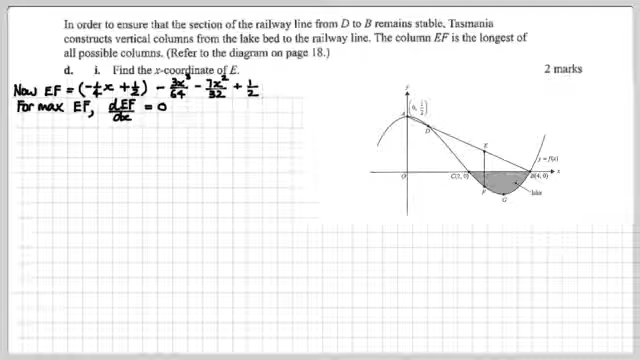 In order to ensure that the section of the railway line from D to B remains stable, Tasmania
constructs vertical columns from the lake bed to the railway line. The column EF is the longest of
all possible columns. (Refer to the diagram on page 18.)
d. i. Find the x-coordinate of E. 2 marks
Now EF = (-1/4 x + 1/2) - 3x³/64 - 7x²/32 + 1/2
For max EF, dEF/dx = 0
y
A (0, 1/2)
D
E
y = f(x)
O C(2, 0) B(4, 0) x
F lake
G